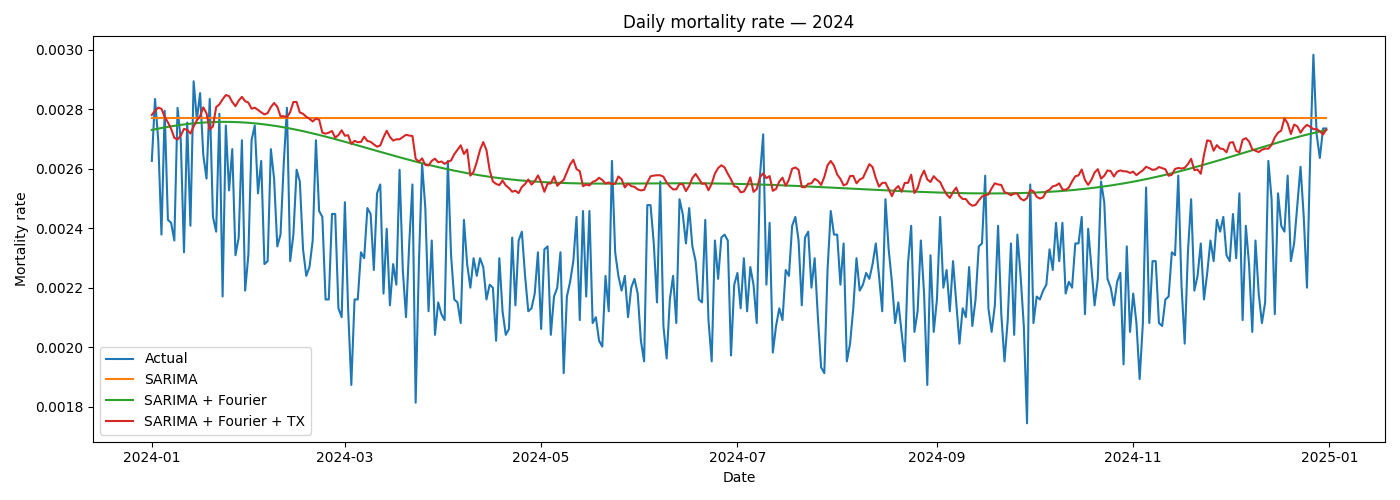 Daily mortality rate — 2024
Mortality rate
0.0030
0.0028
0.0026
0.0024
0.0022
0.0020
0.0018
Actual
SARIMA
SARIMA + Fourier
SARIMA + Fourier + TX
2024-01
2024-03
2024-05
2024-07
2024-09
2024-11
2025-01
Date